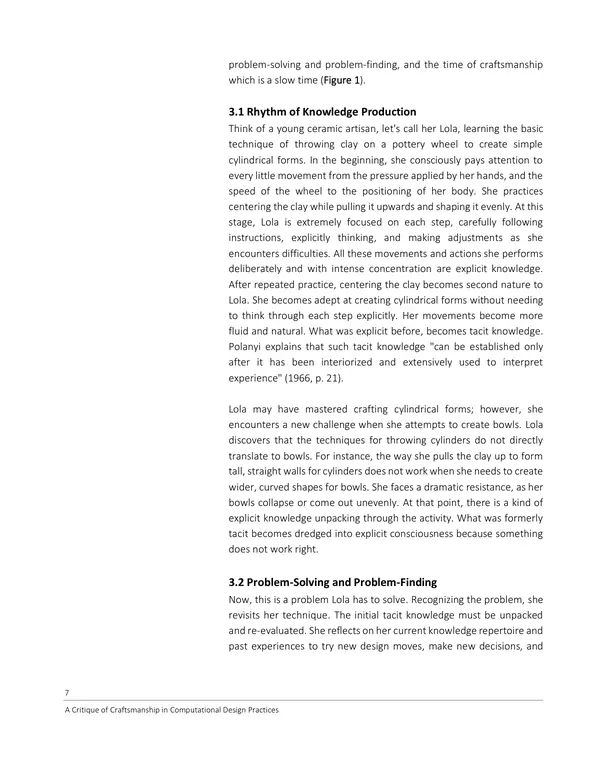 problem-solving and problem-finding, and the time of craftsmanship
which is a slow time (Figure 1).
3.1 Rhythm of Knowledge Production
Think of a young ceramic artisan, let's call her Lola, learning the basic
technique of throwing clay on a pottery wheel to create simple
cylindrical forms. In the beginning, she consciously pays attention to
every little movement from the pressure applied by her hands, and the
speed of the wheel to the positioning of her body. She practices
centering the clay while pulling it upwards and shaping it evenly. At this
stage, Lola is extremely focused on each step, carefully following
instructions, explicitly thinking, and making adjustments as she
encounters difficulties. All these movements and actions she performs
deliberately and with intense concentration are explicit knowledge.
After repeated practice, centering the clay becomes second nature to
Lola. She becomes adept at creating cylindrical forms without needing
to think through each step explicitly. Her movements become more
fluid and natural. What was explicit before, becomes tacit knowledge.
Polanyi explains that such tacit knowledge "can be established only
after it has been interiorized and extensively used to interpret
experience" (1966, p. 21).
Lola may have mastered crafting cylindrical forms; however, she
encounters a new challenge when she attempts to create bowls. Lola
discovers that the techniques for throwing cylinders do not directly
translate to bowls. For instance, the way she pulls the clay up to form
tall, straight walls for cylinders does not work when she needs to create
wider, curved shapes for bowls. She faces a dramatic resistance, as her
bowls collapse or come out unevenly. At that point, there is a kind of
explicit knowledge unpacking through the activity. What was formerly
tacit becomes dredged into explicit consciousness because something
does not work right.
3.2 Problem-Solving and Problem-Finding
Now, this is a problem Lola has to solve. Recognizing the problem, she
revisits her technique. The initial tacit knowledge must be unpacked
and re-evaluated. She reflects on her current knowledge repertoire and
past experiences to try new design moves, make new decisions, and
7
A Critique of Craftsmanship in Computational Design Practices